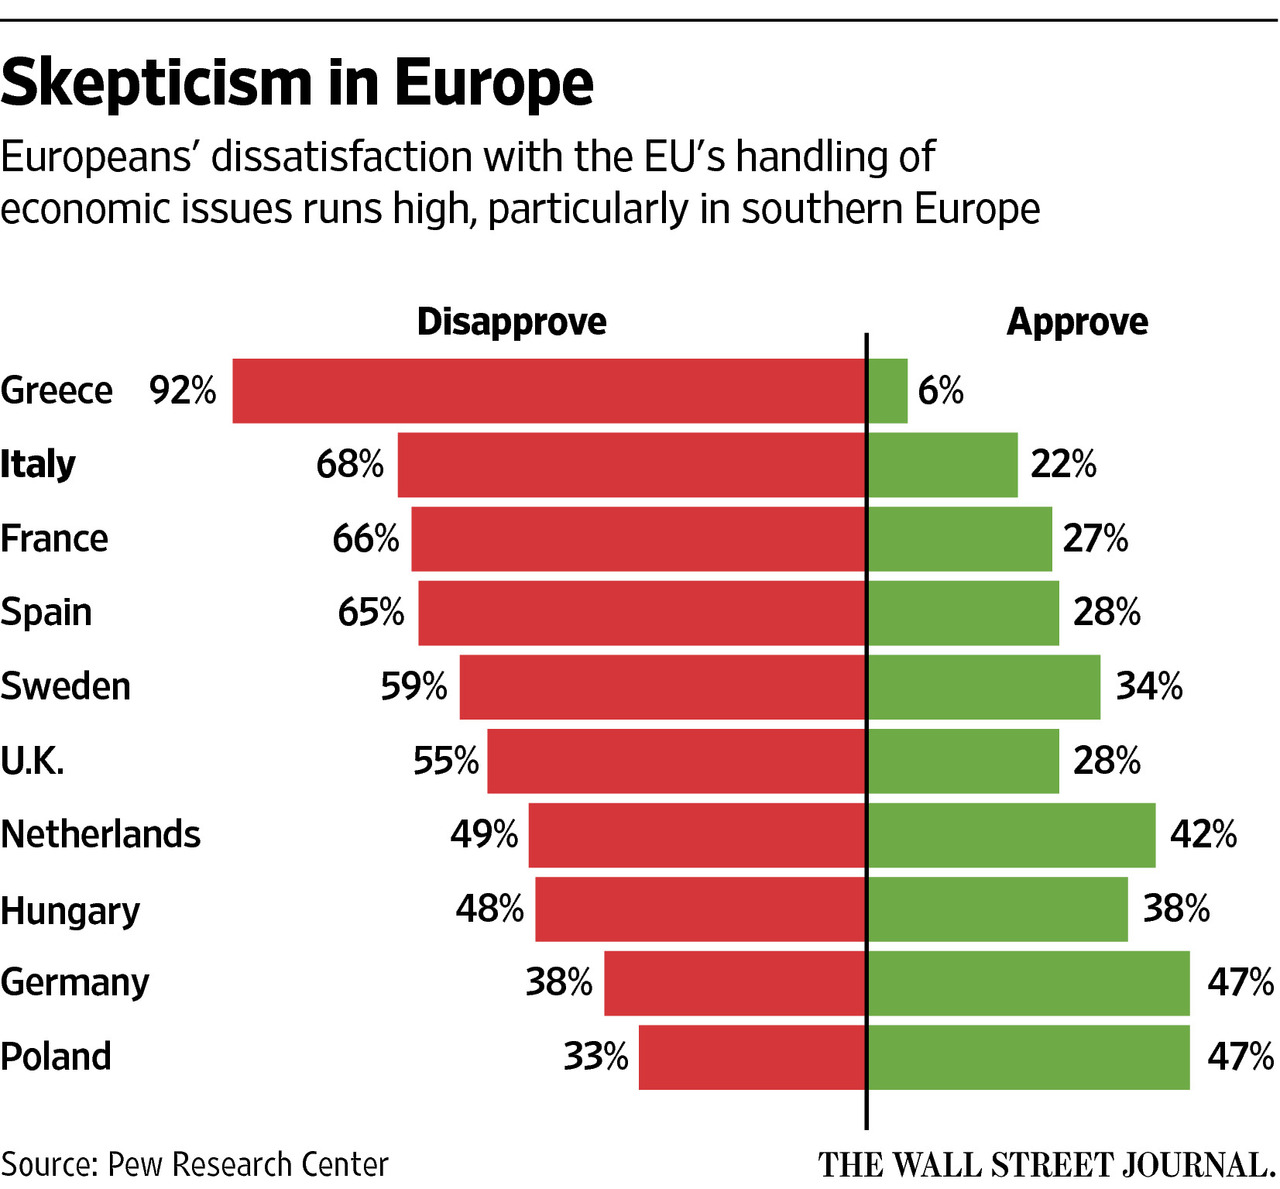 Skepticism in Europe
Europeans’ dissatisfaction with the EU’s handling of
economic issues runs high, particularly in southern Europe
Disapprove Approve
Greece 92% 6%
Italy 68% 22%
France 66% 27%
Spain 65% 28%
Sweden 59% 34%
U.K. 55% 28%
Netherlands 49% 42%
Hungary 48% 38%
Germany 38% 47%
Poland 33% 47%
Source: Pew Research Center THE WALL STREET JOURNAL.